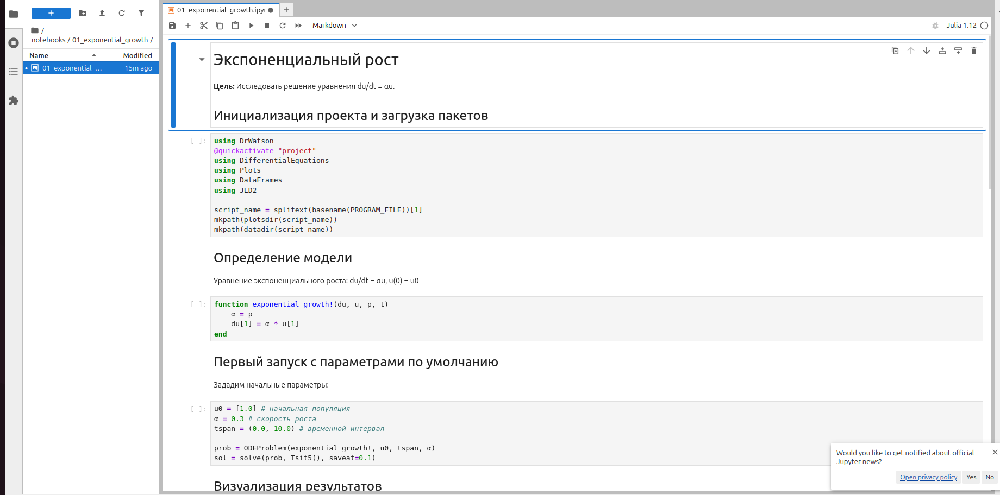 /
notebooks / 01_exponential_growth /
Name Modified
01_exponential_... 15m ago
01_exponential_growth.ipyr
Markdown
Julia 1.12
Экспоненциальный рост
Цель: Исследовать решение уравнения du/dt = αu.
Инициализация проекта и загрузка пакетов
[ ]:
using DrWatson
@quickactivate "project"
using DifferentialEquations
using Plots
using DataFrames
using JLD2
script_name = splitext(basename(PROGRAM_FILE))[1]
mkpath(plotsdir(script_name))
mkpath(datadir(script_name))
Определение модели
Уравнение экспоненциального роста: du/dt = αu, u(0) = u0
[ ]:
function exponential_growth!(du, u, p, t)
α = p
du[1] = α * u[1]
end
Первый запуск с параметрами по умолчанию
Зададим начальные параметры:
[ ]:
u0 = [1.0] # начальная популяция
α = 0.3 # скорость роста
tspan = (0.0, 10.0) # временной интервал
prob = ODEProblem(exponential_growth!, u0, tspan, α)
sol = solve(prob, Tsit5(), saveat=0.1)
Визуализация результатов
Would you like to get notified about official
Jupyter news?
Open privacy policy Yes No